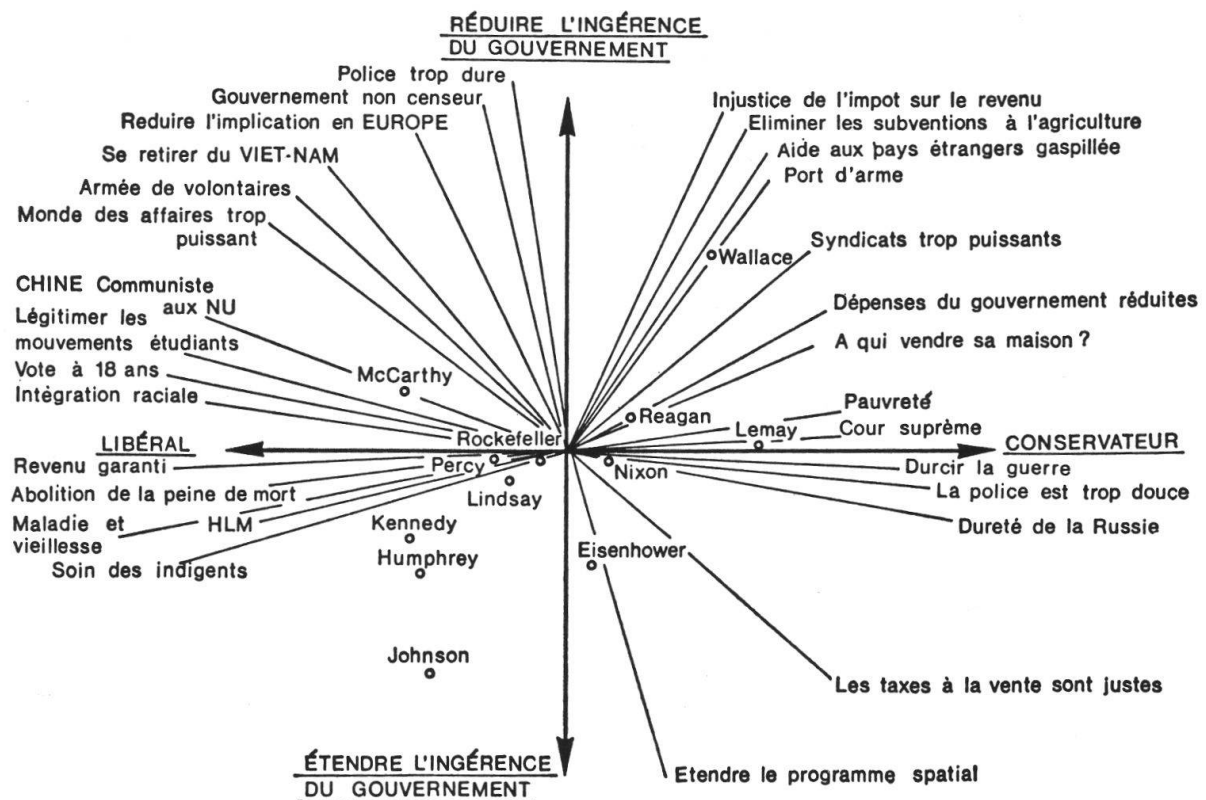 RÉDUIRE L'INGÉRENCE
DU GOUVERNEMENT
Police trop dure
Gouvernement non censeur
Reduire l'implication en EUROPE
Se retirer du VIET-NAM
Armée de volontaires
Monde des affaires trop
puissant
CHINE Communiste
aux NU
Légitimer les
mouvements étudiants
Vote à 18 ans
Intégration raciale
LIBÉRAL
Revenu garanti
Abolition de la peine de mort
Maladie et
vieillesse
HLM
Soin des indigents
McCarthy
Rockefeller
Percy
Lindsay
Kennedy
Humphrey
Johnson
Injustice de l'impot sur le revenu
Eliminer les subventions à l'agriculture
Aide aux pays étrangers gaspillée
Port d'arme
Wallace
Syndicats trop puissants
Dépenses du gouvernement réduites
A qui vendre sa maison ?
Reagan
Pauvreté
Lemay
Cour suprème
CONSERVATEUR
Nixon
Durcir la guerre
La police est trop douce
Dureté de la Russie
Eisenhower
Les taxes à la vente sont justes
Etendre le programme spatial
ÉTENDRE L'INGÉRENCE
DU GOUVERNEMENT